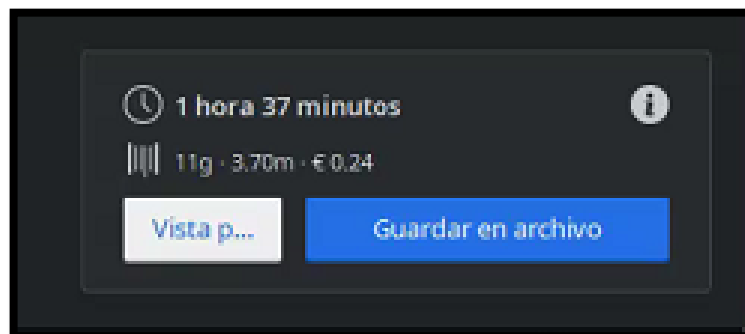 1 hora 37 minutos
11g · 3.70m · € 0.24
Vista p... Guardar en archivo